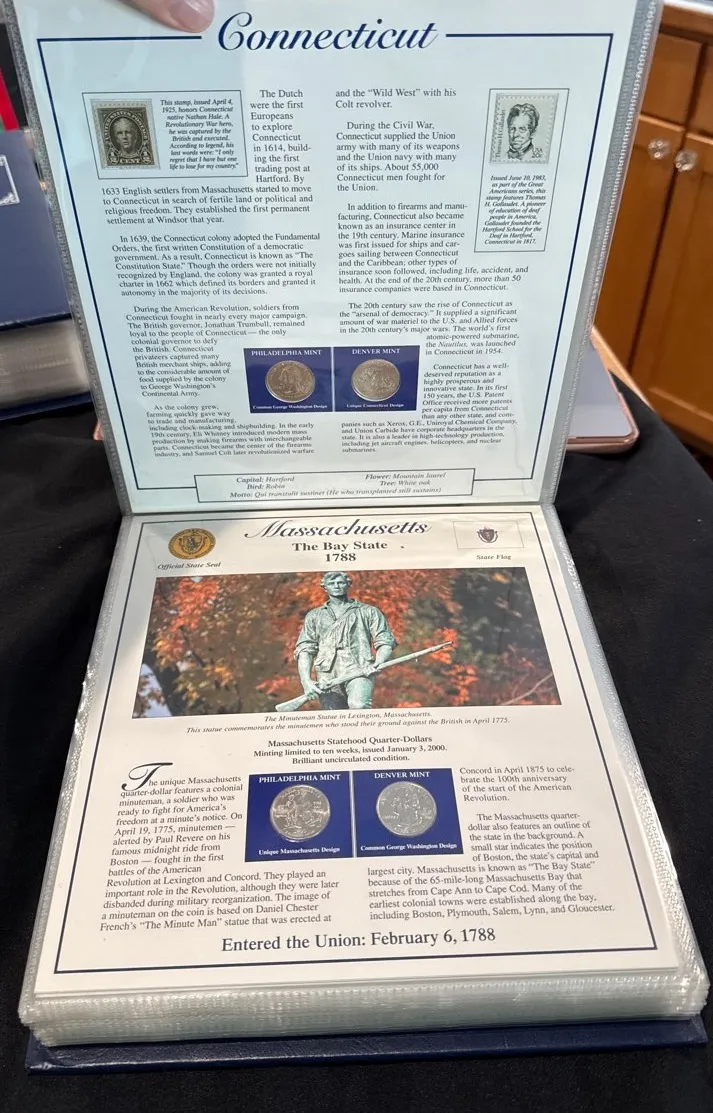 Connecticut
This stamp, issued April 4,
1925, honors Connecticut
native Nathan Hale. A
Revolutionary War hero,
he was captured by the
British and executed.
According to legend, his
last words were: "I only
regret that I have but one
life to lose for my country."
The Dutch
were the first
Europeans
to explore
Connecticut
in 1614, build-
ing the first
trading post at
Hartford. By
1633 English settlers from Massachusetts started to move
to Connecticut in search of fertile land or political and
religious freedom. They established the first permanent
settlement at Windsor that year.
In 1639, the Connecticut colony adopted the Fundamental
Orders, the first written Constitution of a democratic
government. As a result, Connecticut is known as "The
Constitution State." Though the orders were not initially
recognized by England, the colony was granted a royal
charter in 1662 which defined its borders and granted it
autonomy in the majority of its decisions.
During the American Revolution, soldiers from
Connecticut fought in nearly every major campaign.
The British governor, Jonathan Trumbull, remained
loyal to the people of Connecticut — the only
colonial governor to defy
the British. Connecticut
privateers captured many
British merchant ships, adding
to the considerable amount of
food supplied by the colony
to George Washington's
Continental Army.
As the colony grew,
farming quickly gave way
to trade and manufacturing,
including clock-making and shipbuilding. In the early
19th century, Eli Whitney introduced modern mass
production by making firearms with interchangeable
parts. Connecticut became the center of the firearms
industry, and Samuel Colt later revolutionized warfare
and the "Wild West" with his
Colt revolver.
During the Civil War,
Connecticut supplied the Union
army with many of its weapons
and the Union navy with many
of its ships. About 55,000
Connecticut men fought for
the Union.
In addition to firearms and manu-
facturing, Connecticut also became
known as an insurance center in
the 19th century. Marine insurance
was first issued for ships and car-
goes sailing between Connecticut
and the Caribbean; other types of
insurance soon followed, including life, accident, and
health. At the end of the 20th century, more than 50
insurance companies were based in Connecticut.
The 20th century saw the rise of Connecticut as
the "arsenal of democracy." It supplied a significant
amount of war materiel to the U.S. and Allied forces
in the 20th century's major wars. The world's first
atomic-powered submarine,
the Nautilus, was launched
in Connecticut in 1954.
Connecticut has a well-
deserved reputation as a
highly prosperous and
innovative state. In its first
150 years, the U.S. Patent
Office received more patents
per capita from Connecticut
than any other state, and com-
panies such as Xerox, G.E., Uniroyal Chemical Company,
and Union Carbide have corporate headquarters in the
state. It is also a leader in high-technology production,
including jet aircraft engines, helicopters, and nuclear
submarines.
Thomas H. Gallaudet
Issued June 10, 1983,
as part of the Great
Americans series, this
stamp features Thomas
H. Gallaudet. A pioneer
of education of deaf
people in America,
Gallaudet founded the
Hartford School for the
Deaf in Hartford,
Connecticut in 1817.
PHILADELPHIA MINT
Common George Washington Design
DENVER MINT
Unique Connecticut Design
Capital: Hartford
Flower: Mountain laurel
Bird: Robin
Tree: White oak
Motto: Qui transtulit sustinet (He who transplanted still sustains)
Massachusetts
The Bay State
1788
Official State Seal
State Flag
The Minuteman Statue in Lexington, Massachusetts.
This statue commemorates the minutemen who stood their ground against the British in April 1775.
Massachusetts Statehood Quarter-Dollars
Minting limited to ten weeks, issued January 3, 2000.
Brilliant uncirculated condition.
The unique Massachusetts
quarter-dollar features a colonial
minuteman, a soldier who was
ready to fight for America's
freedom at a minute's notice. On
April 19, 1775, minutemen —
alerted by Paul Revere on his
famous midnight ride from
Boston — fought in the first
battles of the American
Revolution at Lexington and Concord. They played an
important role in the Revolution, although they were later
disbanded during military reorganization. The image of
a minuteman on the coin is based on Daniel Chester
French's "The Minute Man" statue that was erected at
PHILADELPHIA MINT
Unique Massachusetts Design
DENVER MINT
Common George Washington Design
Concord in April 1875 to cele-
brate the 100th anniversary
of the start of the American
Revolution.
The Massachusetts quarter-
dollar also features an outline of
the state in the background. A
small star indicates the position
of Boston, the state's capital and
largest city. Massachusetts is known as "The Bay State"
because of the 65-mile-long Massachusetts Bay that
stretches from Cape Ann to Cape Cod. Many of the
earliest colonial towns were established along the bay,
including Boston, Plymouth, Salem, Lynn, and Gloucester.
Entered the Union: February 6, 1788